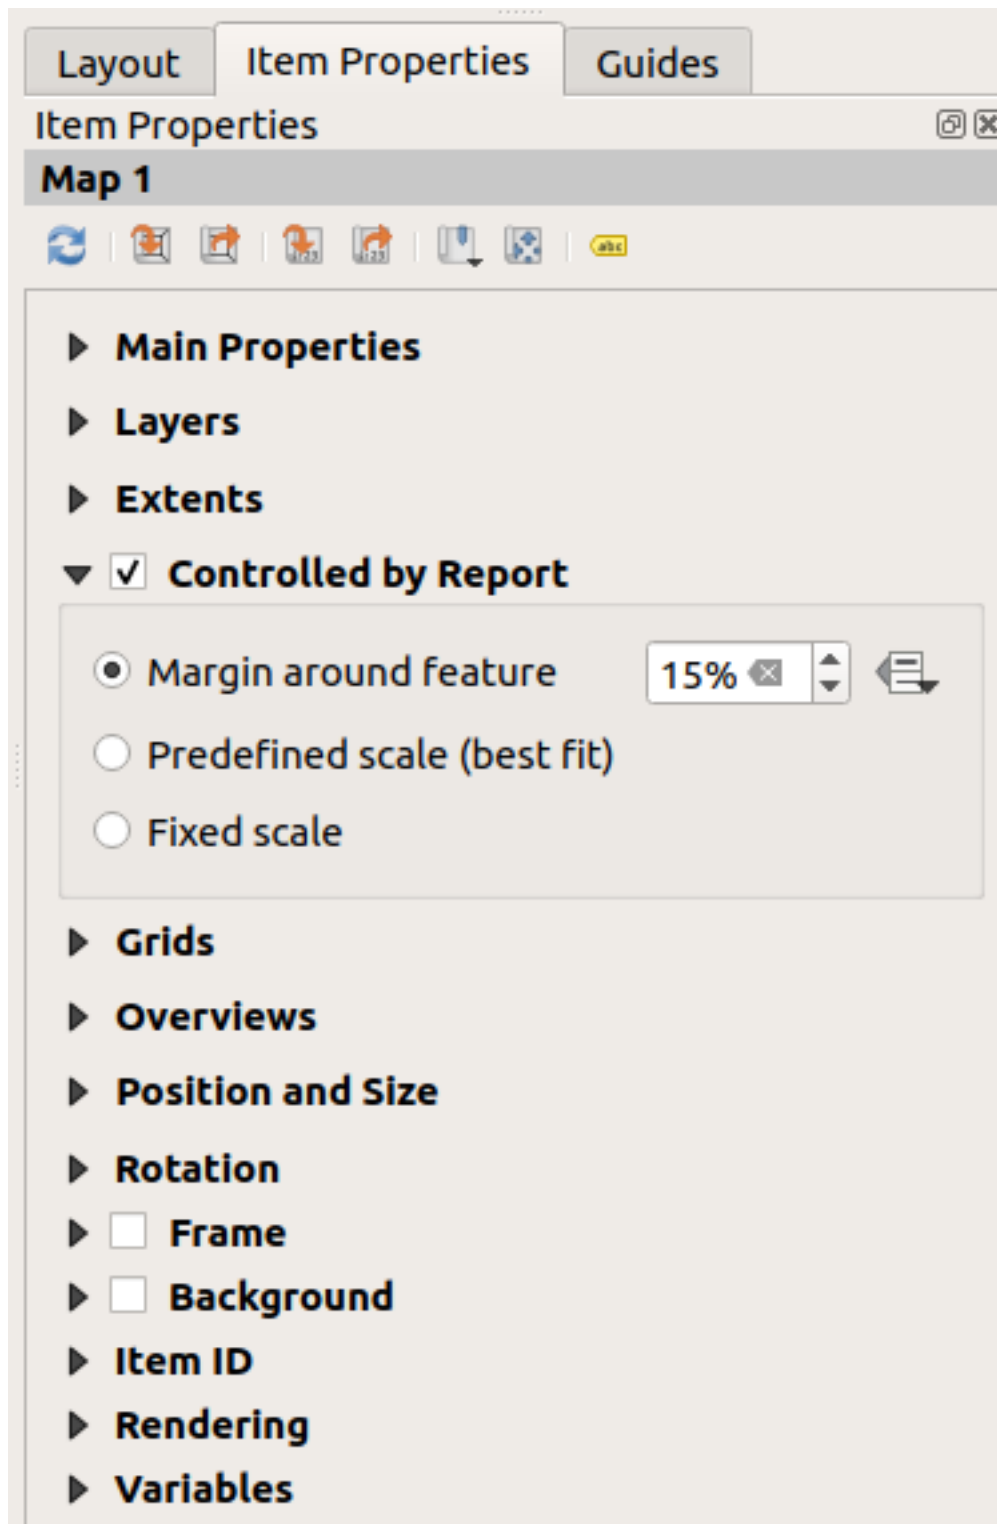 Layout Item Properties Guides
Item Properties
Map 1
abc
Main Properties
Layers
Extents
Controlled by Report
Margin around feature 15%
Predefined scale (best fit)
Fixed scale
Grids
Overviews
Position and Size
Rotation
Frame
Background
Item ID
Rendering
Variables